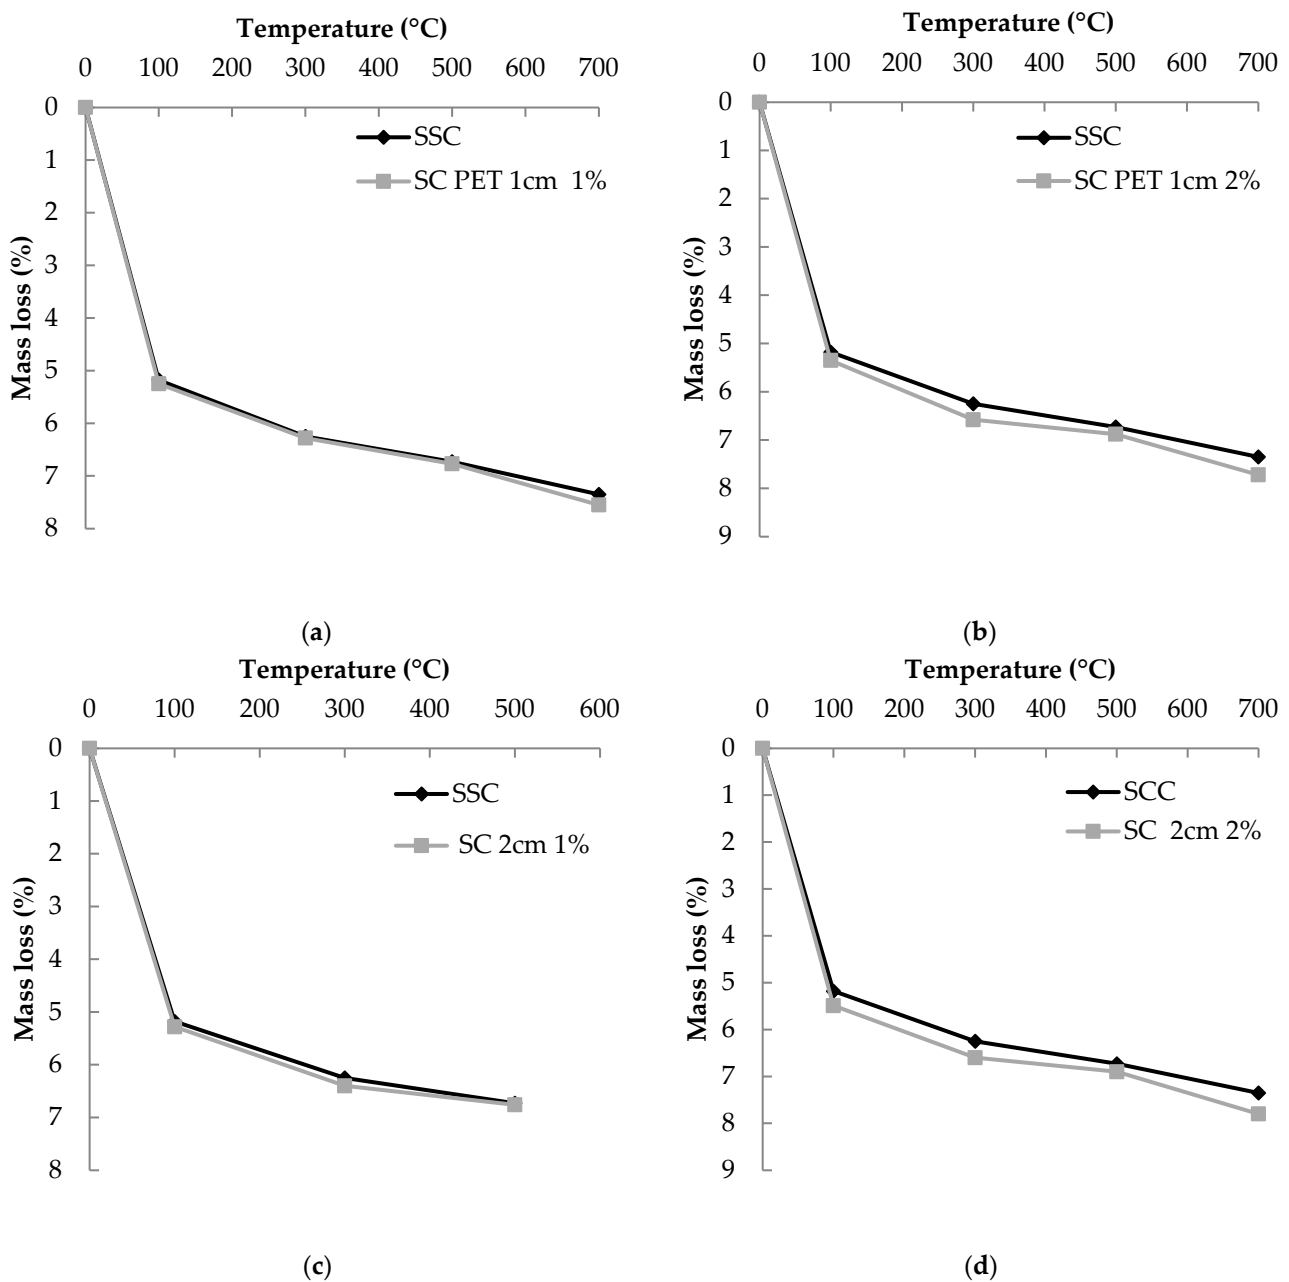 Temperature (°C)
0 100 200 300 400 500 600 700
0
1
2
3
4
5
6
7
8
Mass loss (%)
SSC
SC PET 1cm 1%
(a)
Temperature (°C)
0 100 200 300 400 500 600 700
0
1
2
3
4
5
6
7
8
9
Mass loss (%)
SSC
SC PET 1cm 2%
(b)
Temperature (°C)
0 100 200 300 400 500 600
0
1
2
3
4
5
6
7
8
Mass loss (%)
SSC
SC 2cm 1%
(c)
Temperature (°C)
0 100 200 300 400 500 600 700
0
1
2
3
4
5
6
7
8
9
Mass loss (%)
SCC
SC 2cm 2%
(d)